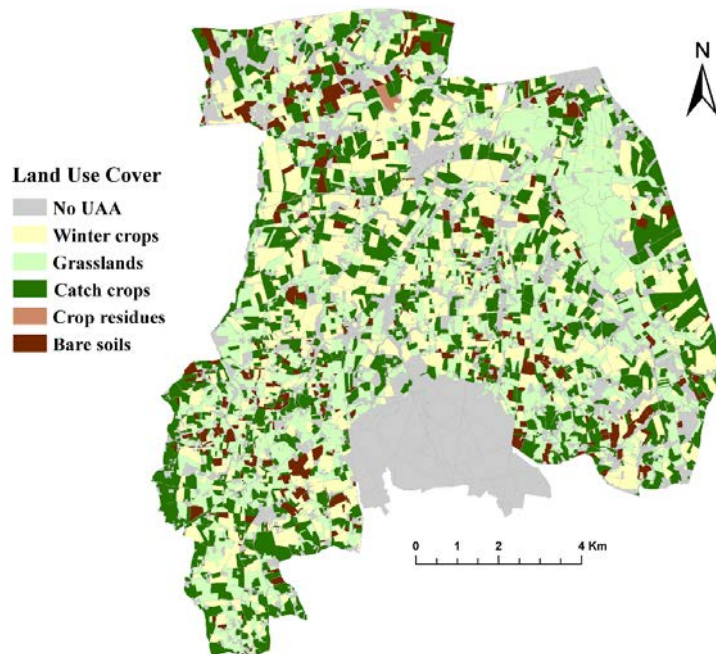 N
Land Use Cover
No UAA
Winter crops
Grasslands
Catch crops
Crop residues
Bare soils
0 1 2 4 Km